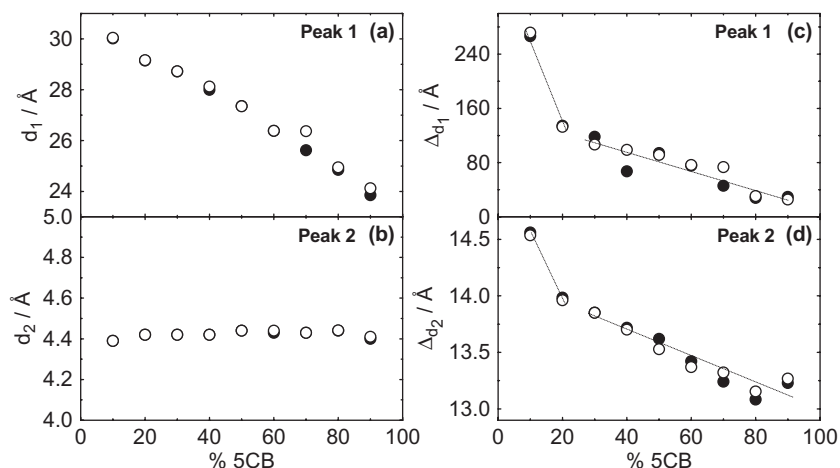 Peak 1 (a)
30
28
26
24
d1 / Å
Peak 1 (c)
240
160
80
0
Δd1 / Å
Peak 2 (b)
5.0
4.8
4.6
4.4
4.2
4.0
d2 / Å
0 20 40 60 80 100
% 5CB
Peak 2 (d)
14.5
14.0
13.5
13.0
Δd2 / Å
0 20 40 60 80 100
% 5CB